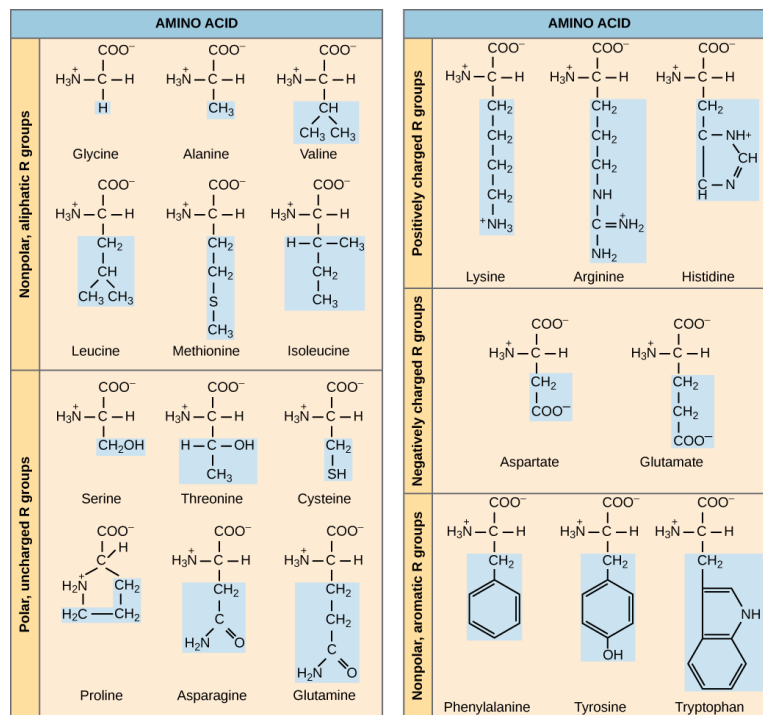 AMINO ACID
Nonpolar, aliphatic R groups
COO⁻ COO⁻ COO⁻
H₃N⁺ C H H₃N⁺ C H H₃N⁺ C H
H CH₃ CH
CH₃ CH₃
Glycine Alanine Valine
COO⁻ COO⁻ COO⁻
H₃N⁺ C H H₃N⁺ C H H₃N⁺ C H
CH₂ CH₂ H C CH₃
CH CH₂ CH₂
CH₃ CH₃ S CH₃
CH₃
Leucine Methionine Isoleucine
Polar, uncharged R groups
COO⁻ COO⁻ COO⁻
H₃N⁺ C H H₃N⁺ C H H₃N⁺ C H
CH₂OH H C OH CH₂
CH₃ SH
Serine Threonine Cysteine
COO⁻ COO⁻ COO⁻
C H H₃N⁺ C H H₃N⁺ C H
H₂N⁺ CH₂ CH₂ CH₂
H₂C CH₂ C CH₂
H₂N O C
H₂N O
Proline Asparagine Glutamine
AMINO ACID
Positively charged R groups
COO⁻ COO⁻ COO⁻
H₃N⁺ C H H₃N⁺ C H H₃N⁺ C H
CH₂ CH₂ CH₂
CH₂ CH₂ C NH+
CH₂ CH₂ CH
CH₂ NH C N
H
⁺NH₃ C NH₂⁺
NH₂
Lysine Arginine Histidine
Negatively charged R groups
COO⁻ COO⁻
H₃N⁺ C H H₃N⁺ C H
CH₂ CH₂
COO⁻ CH₂
COO⁻
Aspartate Glutamate
Nonpolar, aromatic R groups
COO⁻ COO⁻ COO⁻
H₃N⁺ C H H₃N⁺ C H H₃N⁺ C H
CH₂ CH₂ CH₂
NH
OH
Phenylalanine Tyrosine Tryptophan